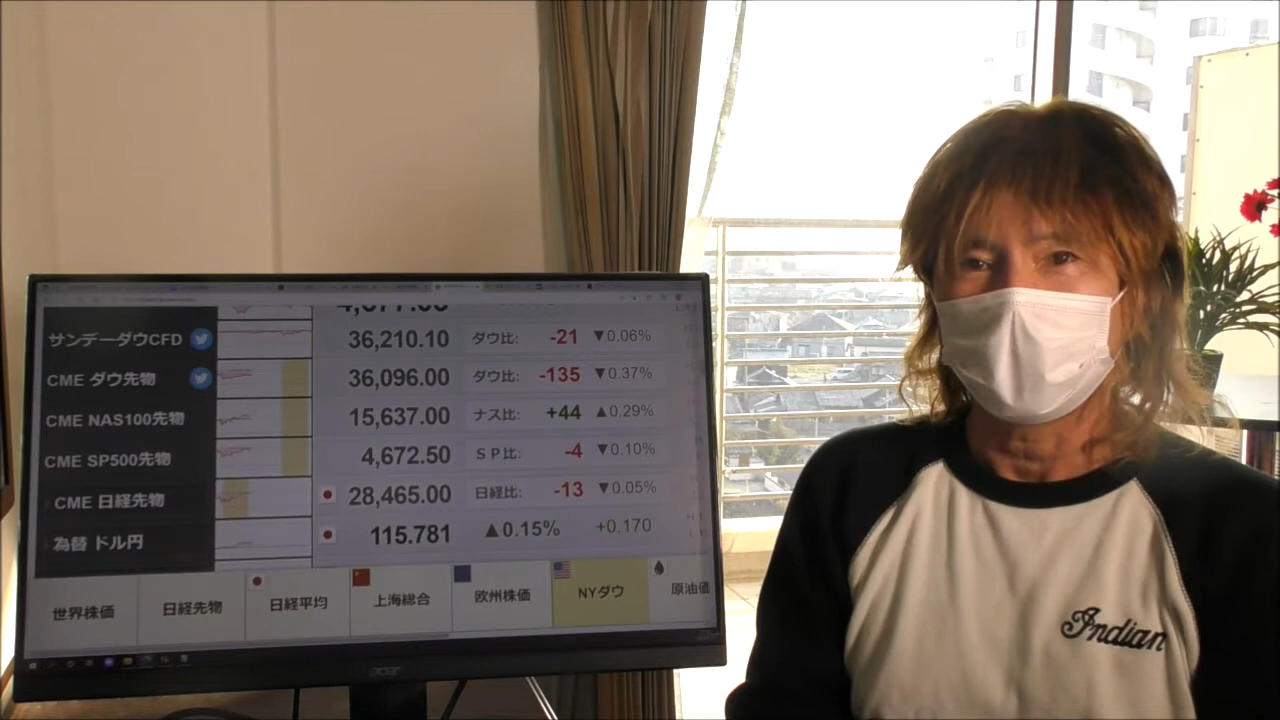 4,677.00
サンデーダウCFD 36,210.10 ダウ比: -21 ▼0.06%
CME ダウ先物 36,096.00 ダウ比: -135 ▼0.37%
CME NAS100先物 15,637.00 ナス比: +44 ▲0.29%
CME SP500先物 4,672.50 ＳＰ比: -4 ▼0.10%
CME 日経先物 28,465.00 日経比: -13 ▼0.05%
為替 ドル円 115.781 ▲0.15% +0.170
世界株価 日経先物 日経平均 上海総合 欧州株価 NYダウ 原油価
acer
Indian